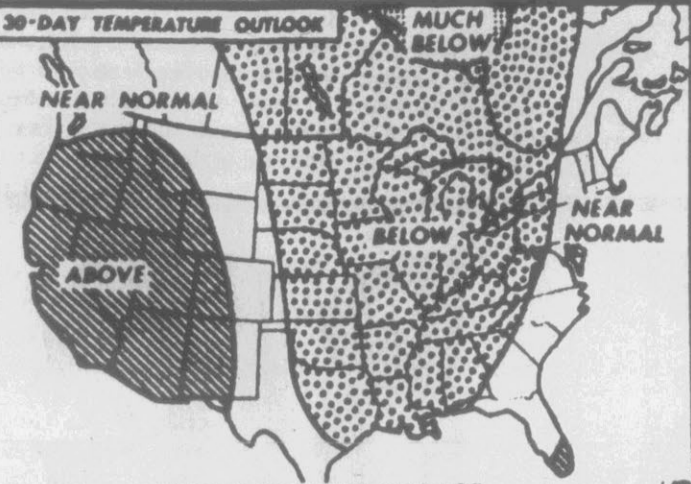 30-DAY TEMPERATURE OUTLOOK
MUCH
BELOW
NEAR NORMAL
NEAR
NORMAL
BELOW
ABOVE